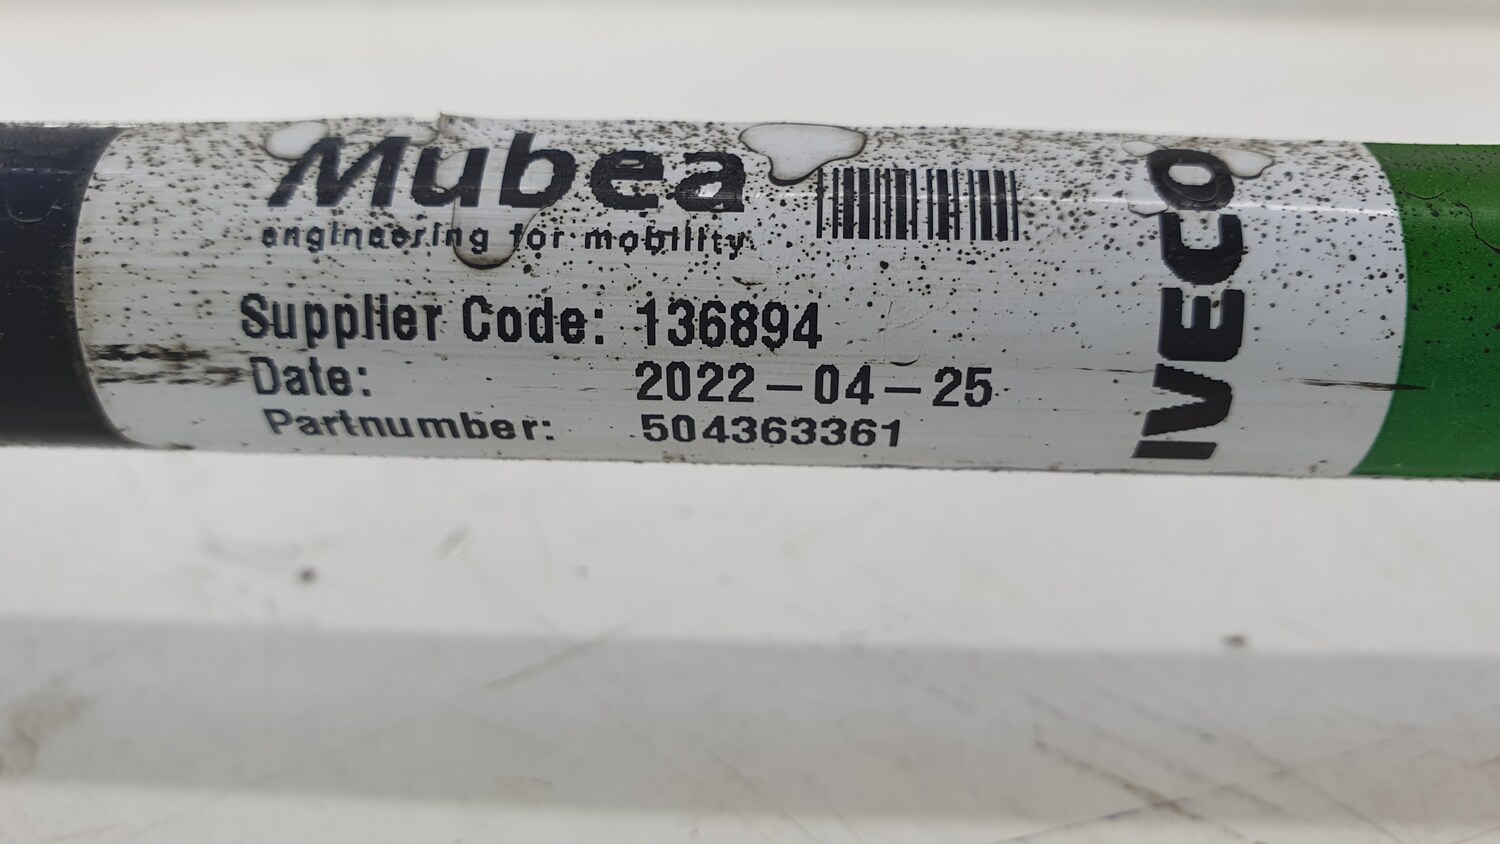 Mubea
engineering for mobility
Supplier Code: 136894
Date: 2022-04-25
Partnumber: 504363361
IVECO